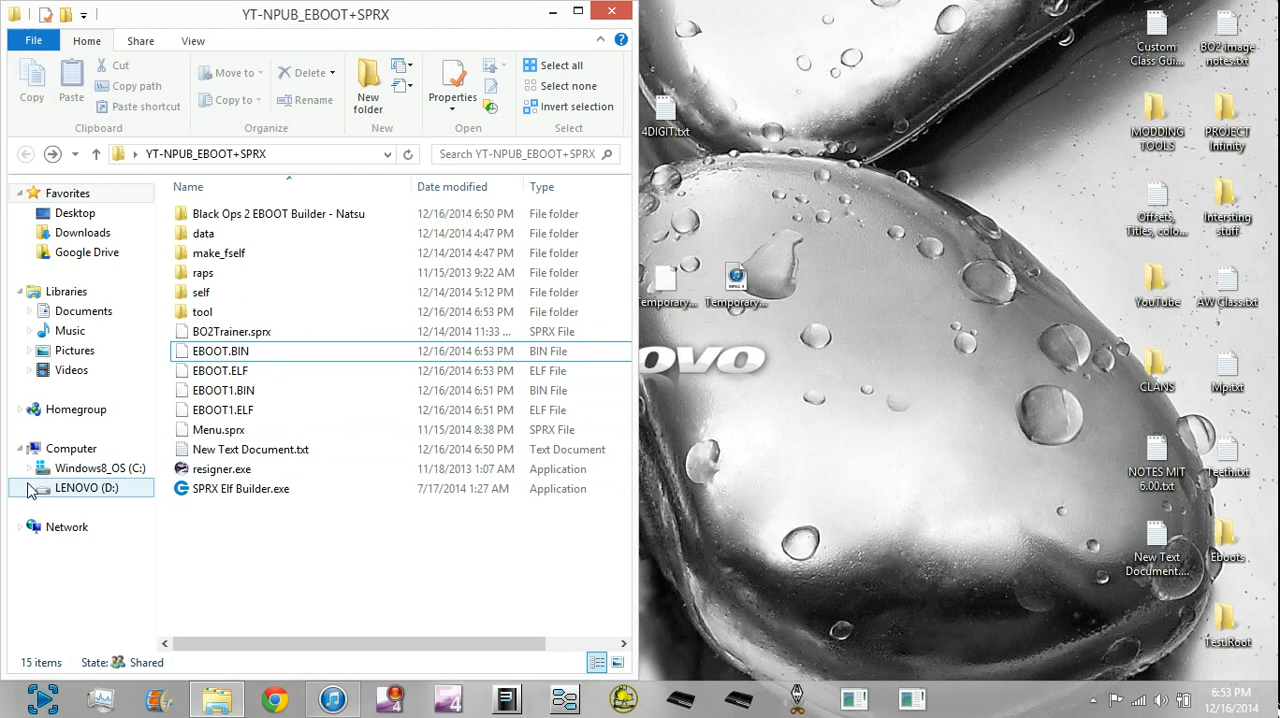 YT-NPUB_EBOOT+SPRX
File
Home
Share
View
Copy
Paste
Cut
Copy path
Paste shortcut
Clipboard
Move to
Copy to
Delete
Rename
Organize
New
folder
New
Properties
Open
Select all
Select none
Invert selection
Select
YT-NPUB_EBOOT+SPRX
Search YT-NPUB_EBOOT+SPRX
Favorites
Desktop
Downloads
Google Drive
Libraries
Documents
Music
Pictures
Videos
Homegroup
Computer
Windows8_OS (C:)
LENOVO (D:)
Network
Name Date modified Type
Black Ops 2 EBOOT Builder - Natsu 12/16/2014 6:50 PM File folder
data 12/14/2014 4:47 PM File folder
make_fself 12/14/2014 4:47 PM File folder
raps 11/15/2013 9:22 AM File folder
self 12/14/2014 5:12 PM File folder
tool 12/16/2014 6:53 PM File folder
BO2Trainer.sprx 12/14/2014 11:33 ... SPRX File
EBOOT.BIN 12/16/2014 6:53 PM BIN File
EBOOT.ELF 12/16/2014 6:53 PM ELF File
EBOOT1.BIN 12/16/2014 6:51 PM BIN File
EBOOT1.ELF 12/16/2014 6:51 PM ELF File
Menu.sprx 11/15/2014 8:38 PM SPRX File
New Text Document.txt 12/16/2014 6:50 PM Text Document
resigner.exe 11/18/2013 1:07 AM Application
SPRX Elf Builder.exe 7/17/2014 1:27 AM Application
15 items State: Shared
4DIGIT.txt
emporary...
Temporary...
MPEG 4
ovo
Custom
Class Gui...
BO2 image
notes.txt
MODDING
TOOLS
PROJECT
Infinity
Offsets,
Titles, colo...
Intersting
stuff
YouTube
AW Class.txt
CLANS
Mp.txt
NOTES MIT
6.00.txt
Teeth.txt
New Text
Document....
Eboots
Test Root
4
4
6:53 PM
12/16/2014